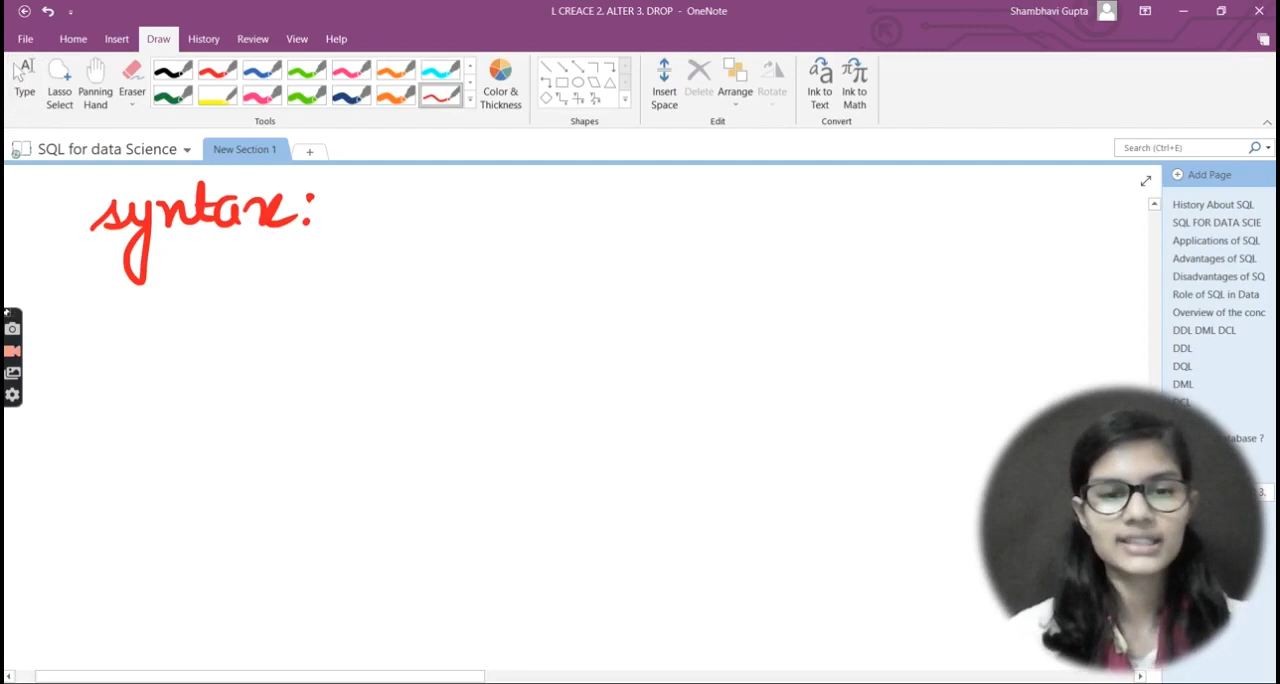 L CREACE 2. ALTER 3. DROP - OneNote
Shambhavi Gupta
File Home Insert Draw History Review View Help
Type
Lasso Select
Panning Hand
Eraser
Color & Thickness
Insert Space
Delete
Arrange
Rotate
Ink to Text
Ink to Math
Tools
Shapes
Edit
Convert
SQL for data Science
New Section 1
+
Search (Ctrl+E)
syntax:
Add Page
History About SQL
SQL FOR DATA SCIE
Applications of SQL
Advantages of SQL
Disadvantages of SQ
Role of SQL in Data
Overview of the conc
DDL DML DCL
DDL
DQL
DML
DCL
3.